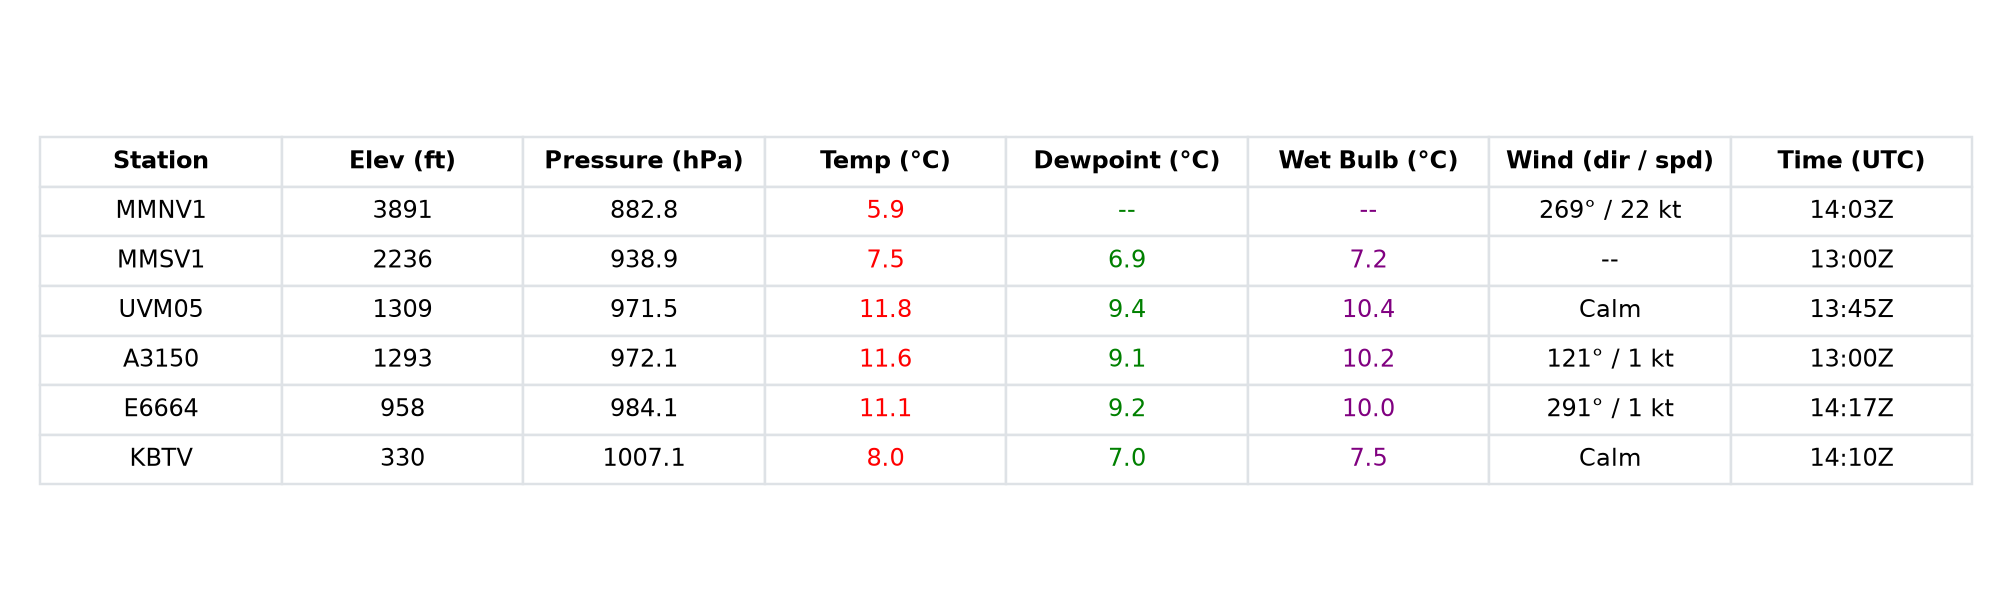 Station Elev (ft) Pressure (hPa) Temp (°C) Dewpoint (°C) Wet Bulb (°C) Wind (dir / spd) Time (UTC)
MMNV1 3891 882.8 5.9 -- -- 269° / 22 kt 14:03Z
MMSV1 2236 938.9 7.5 6.9 7.2 -- 13:00Z
UVM05 1309 971.5 11.8 9.4 10.4 Calm 13:45Z
A3150 1293 972.1 11.6 9.1 10.2 121° / 1 kt 13:00Z
E6664 958 984.1 11.1 9.2 10.0 291° / 1 kt 14:17Z
KBTV 330 1007.1 8.0 7.0 7.5 Calm 14:10Z